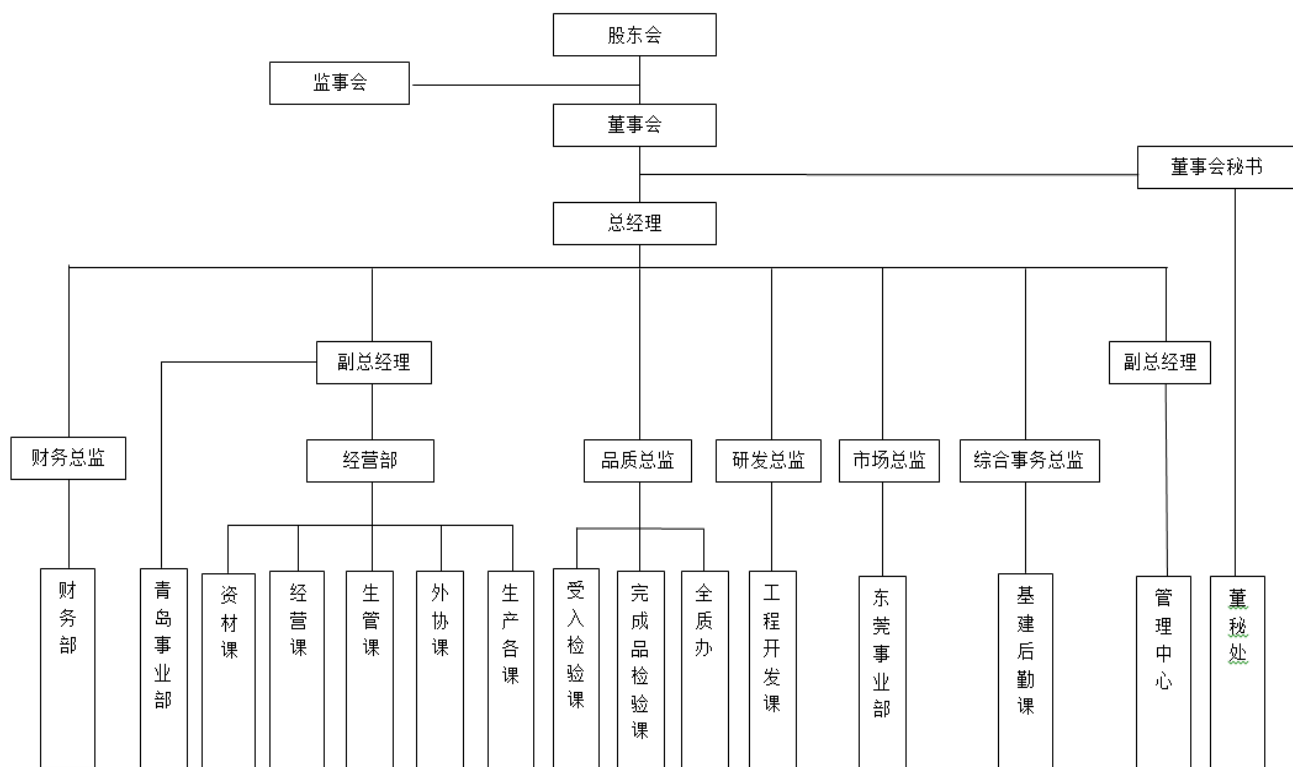 股东会
监事会
董事会
董事会秘书
总经理
副总经理
副总经理
财务总监
经营部
品质总监
研发总监
市场总监
综合事务总监
财务部
青岛事业部
资材课
经营课
生管课
外协课
生产各课
受入检验课
完成品检验课
全质办
工程开发课
东莞事业部
基建后勤课
管理中心
董秘处